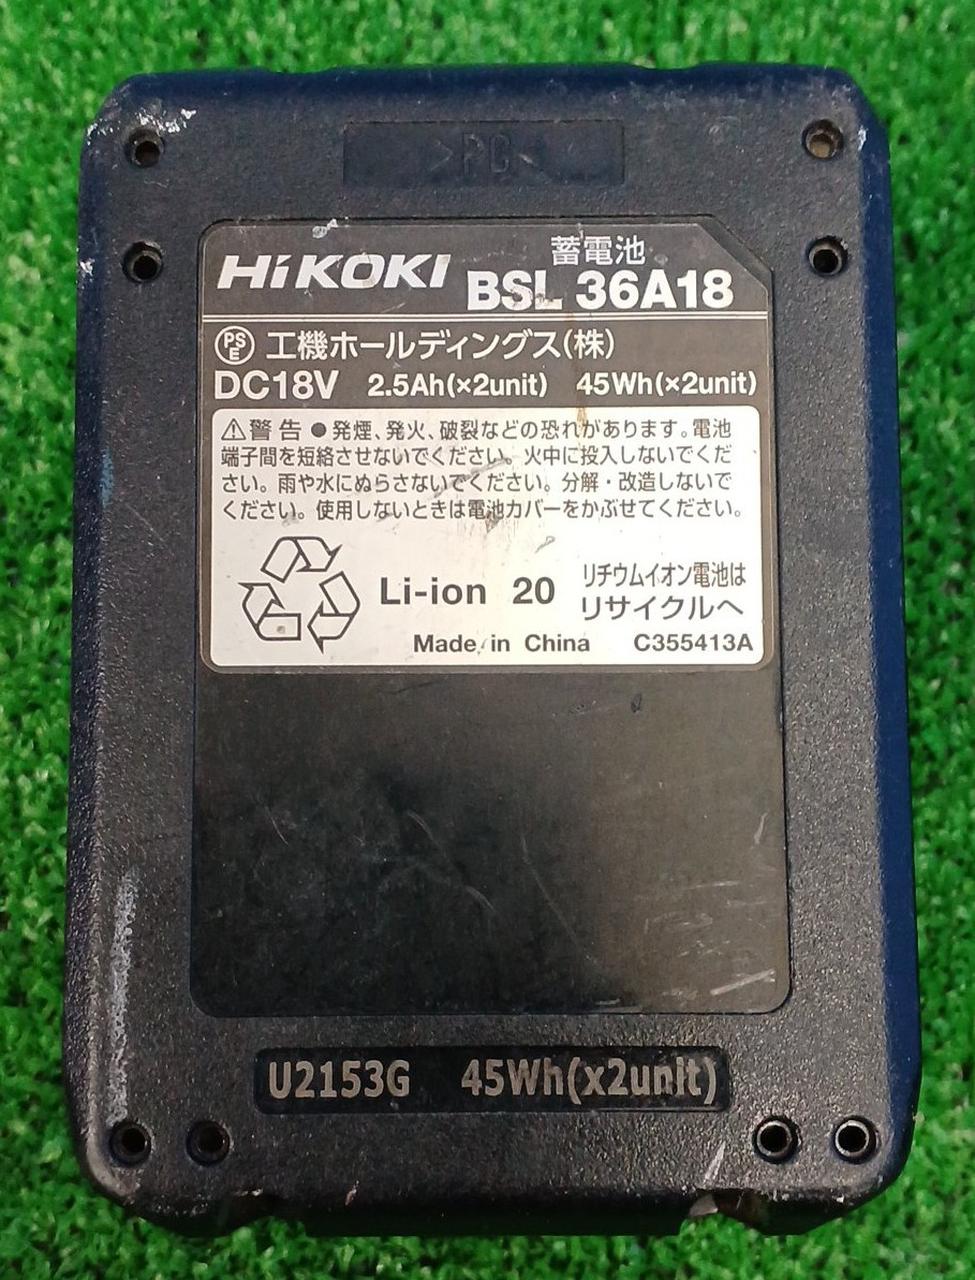 >PC<
HiKOKI
蓄電池
BSL 36A18
PS
E
工機ホールディングス(株)
DC18V 2.5Ah(×2unit) 45Wh(×2unit)
⚠警告 ●発煙、発火、破裂などの恐れがあります。電池
端子間を短絡させないでください。火中に投入しないでくだ
さい。雨や水にぬらさないでください。分解・改造しないで
ください。使用しないときは電池カバーをかぶせてください。
Li-ion 20
リチウムイオン電池は
リサイクルへ
Made in China C355413A
U2153G 45Wh(x2unit)